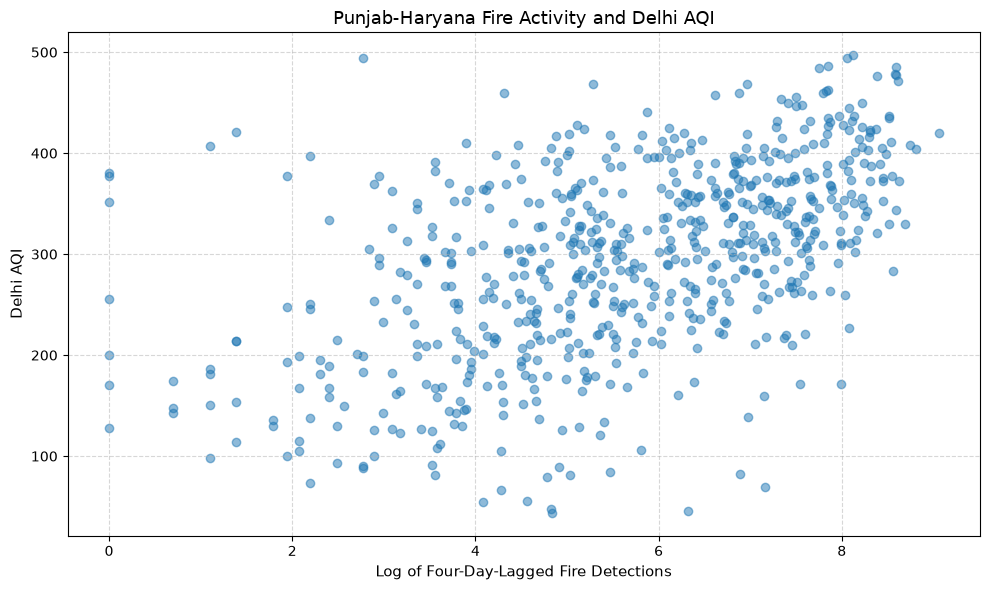 Punjab-Haryana Fire Activity and Delhi AQI
500
400
300
200
100
Delhi AQI
0 2 4 6 8
Log of Four-Day-Lagged Fire Detections